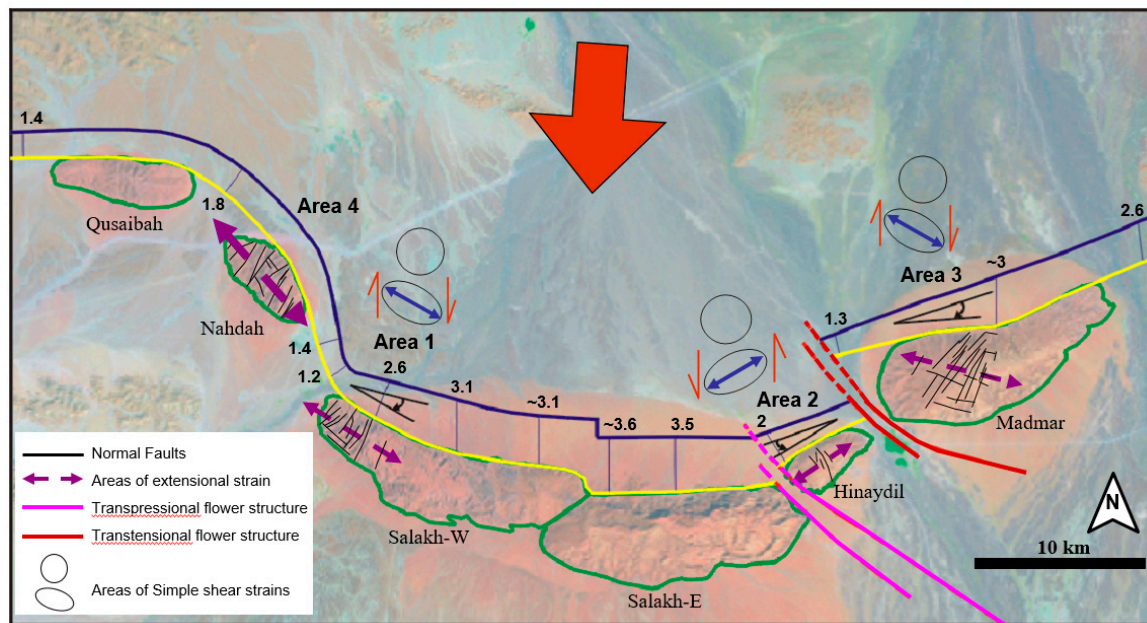 1.4
Area 4
1.8
Qusaibah
Nahdah
1.4
1.2
Area 1
2.6
3.1
~3.1
~3.6
3.5
Area 2
2
Area 3
1.3
~3
2.6
Madmar
Hinaydil
Salakh-W
Salakh-E
N
10 km
Normal Faults
Areas of extensional strain
Transpressional flower structure
Transtensional flower structure
Areas of Simple shear strains